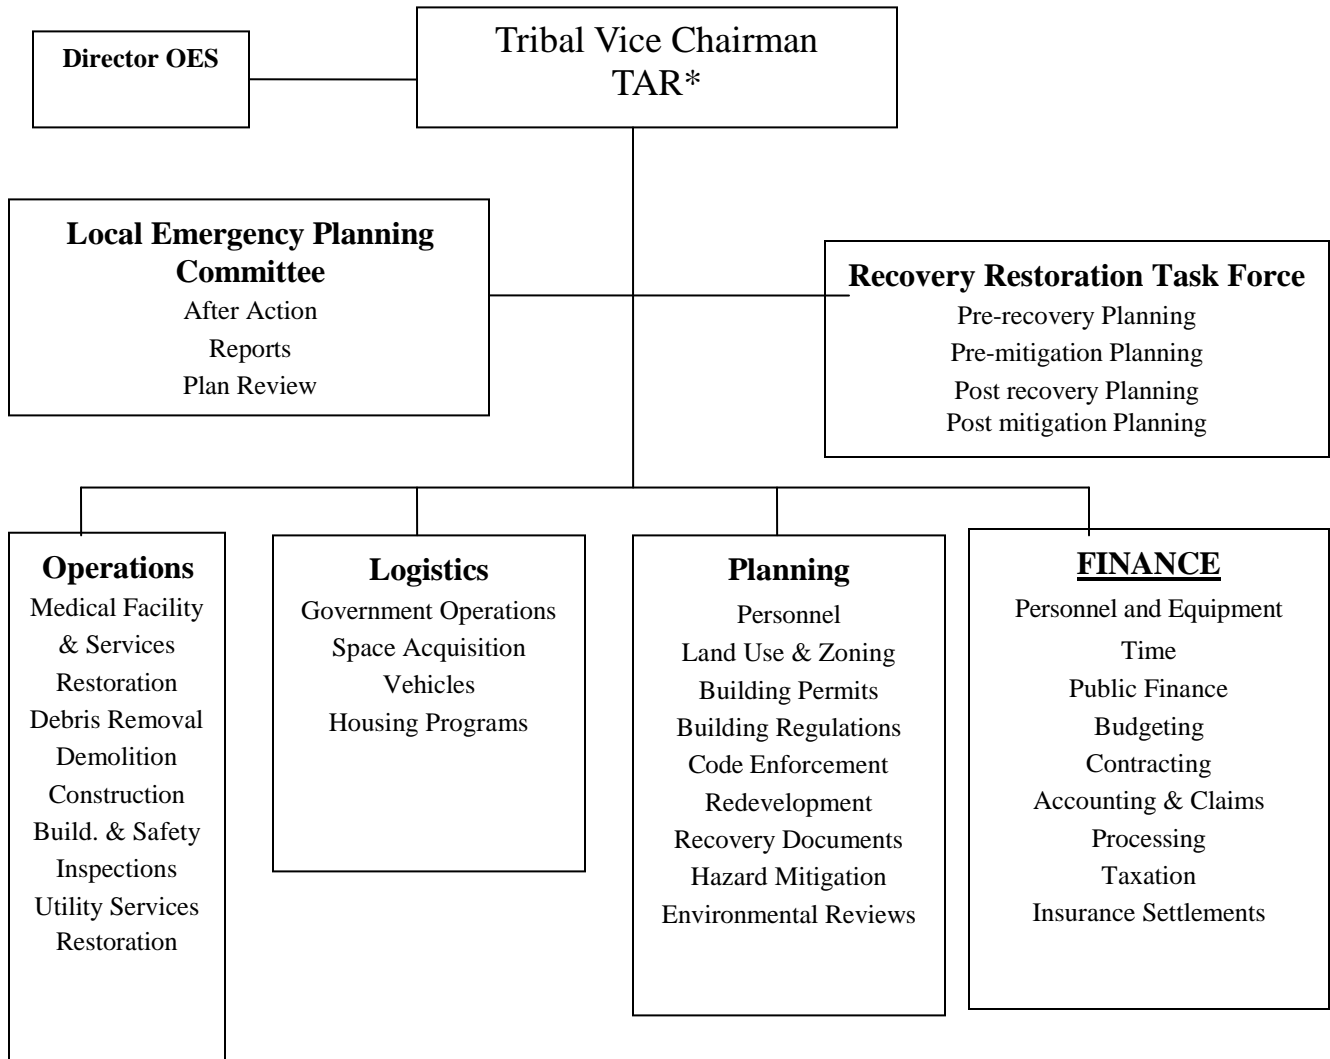 Director OES
Tribal Vice Chairman
TAR*
Local Emergency Planning
Committee
After Action
Reports
Plan Review
Recovery Restoration Task Force
Pre-recovery Planning
Pre-mitigation Planning
Post recovery Planning
Post mitigation Planning
Operations
Medical Facility
& Services
Restoration
Debris Removal
Demolition
Construction
Build. & Safety
Inspections
Utility Services
Restoration
Logistics
Government Operations
Space Acquisition
Vehicles
Housing Programs
Planning
Personnel
Land Use & Zoning
Building Permits
Building Regulations
Code Enforcement
Redevelopment
Recovery Documents
Hazard Mitigation
Environmental Reviews
FINANCE
Personnel and Equipment
Time
Public Finance
Budgeting
Contracting
Accounting & Claims
Processing
Taxation
Insurance Settlements